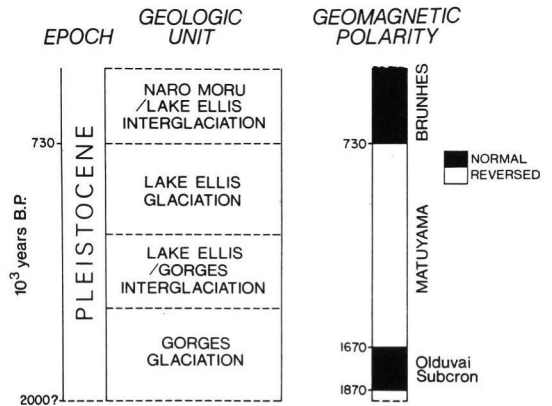 EPOCH
GEOLOGIC
UNIT
GEOMAGNETIC
POLARITY
10³ years B.P.
730
2000?
PLEISTOCENE
NARO MORU
/LAKE ELLIS
INTERGLACIATION
LAKE ELLIS
GLACIATION
LAKE ELLIS
/GORGES
INTERGLACIATION
GORGES
GLACIATION
730
1670
1870
BRUNHES
MATUYAMA
Olduvai
Subcron
NORMAL
REVERSED